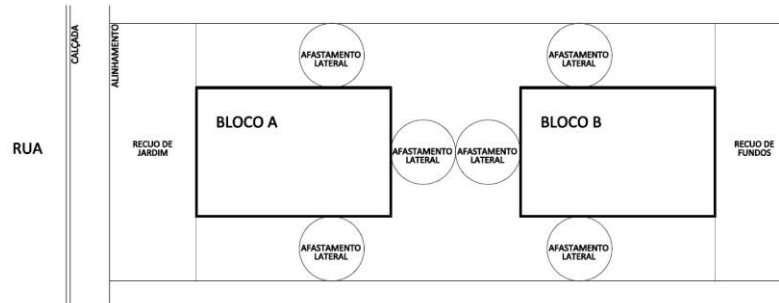 RUA
CALÇADA
ALINHAMENTO
RECUO DE
JARDIM
BLOCO A
AFASTAMENTO
LATERAL
AFASTAMENTO
LATERAL
AFASTAMENTO
LATERAL
AFASTAMENTO
LATERAL
BLOCO B
AFASTAMENTO
LATERAL
AFASTAMENTO
LATERAL
RECUO DE
FUNDOS